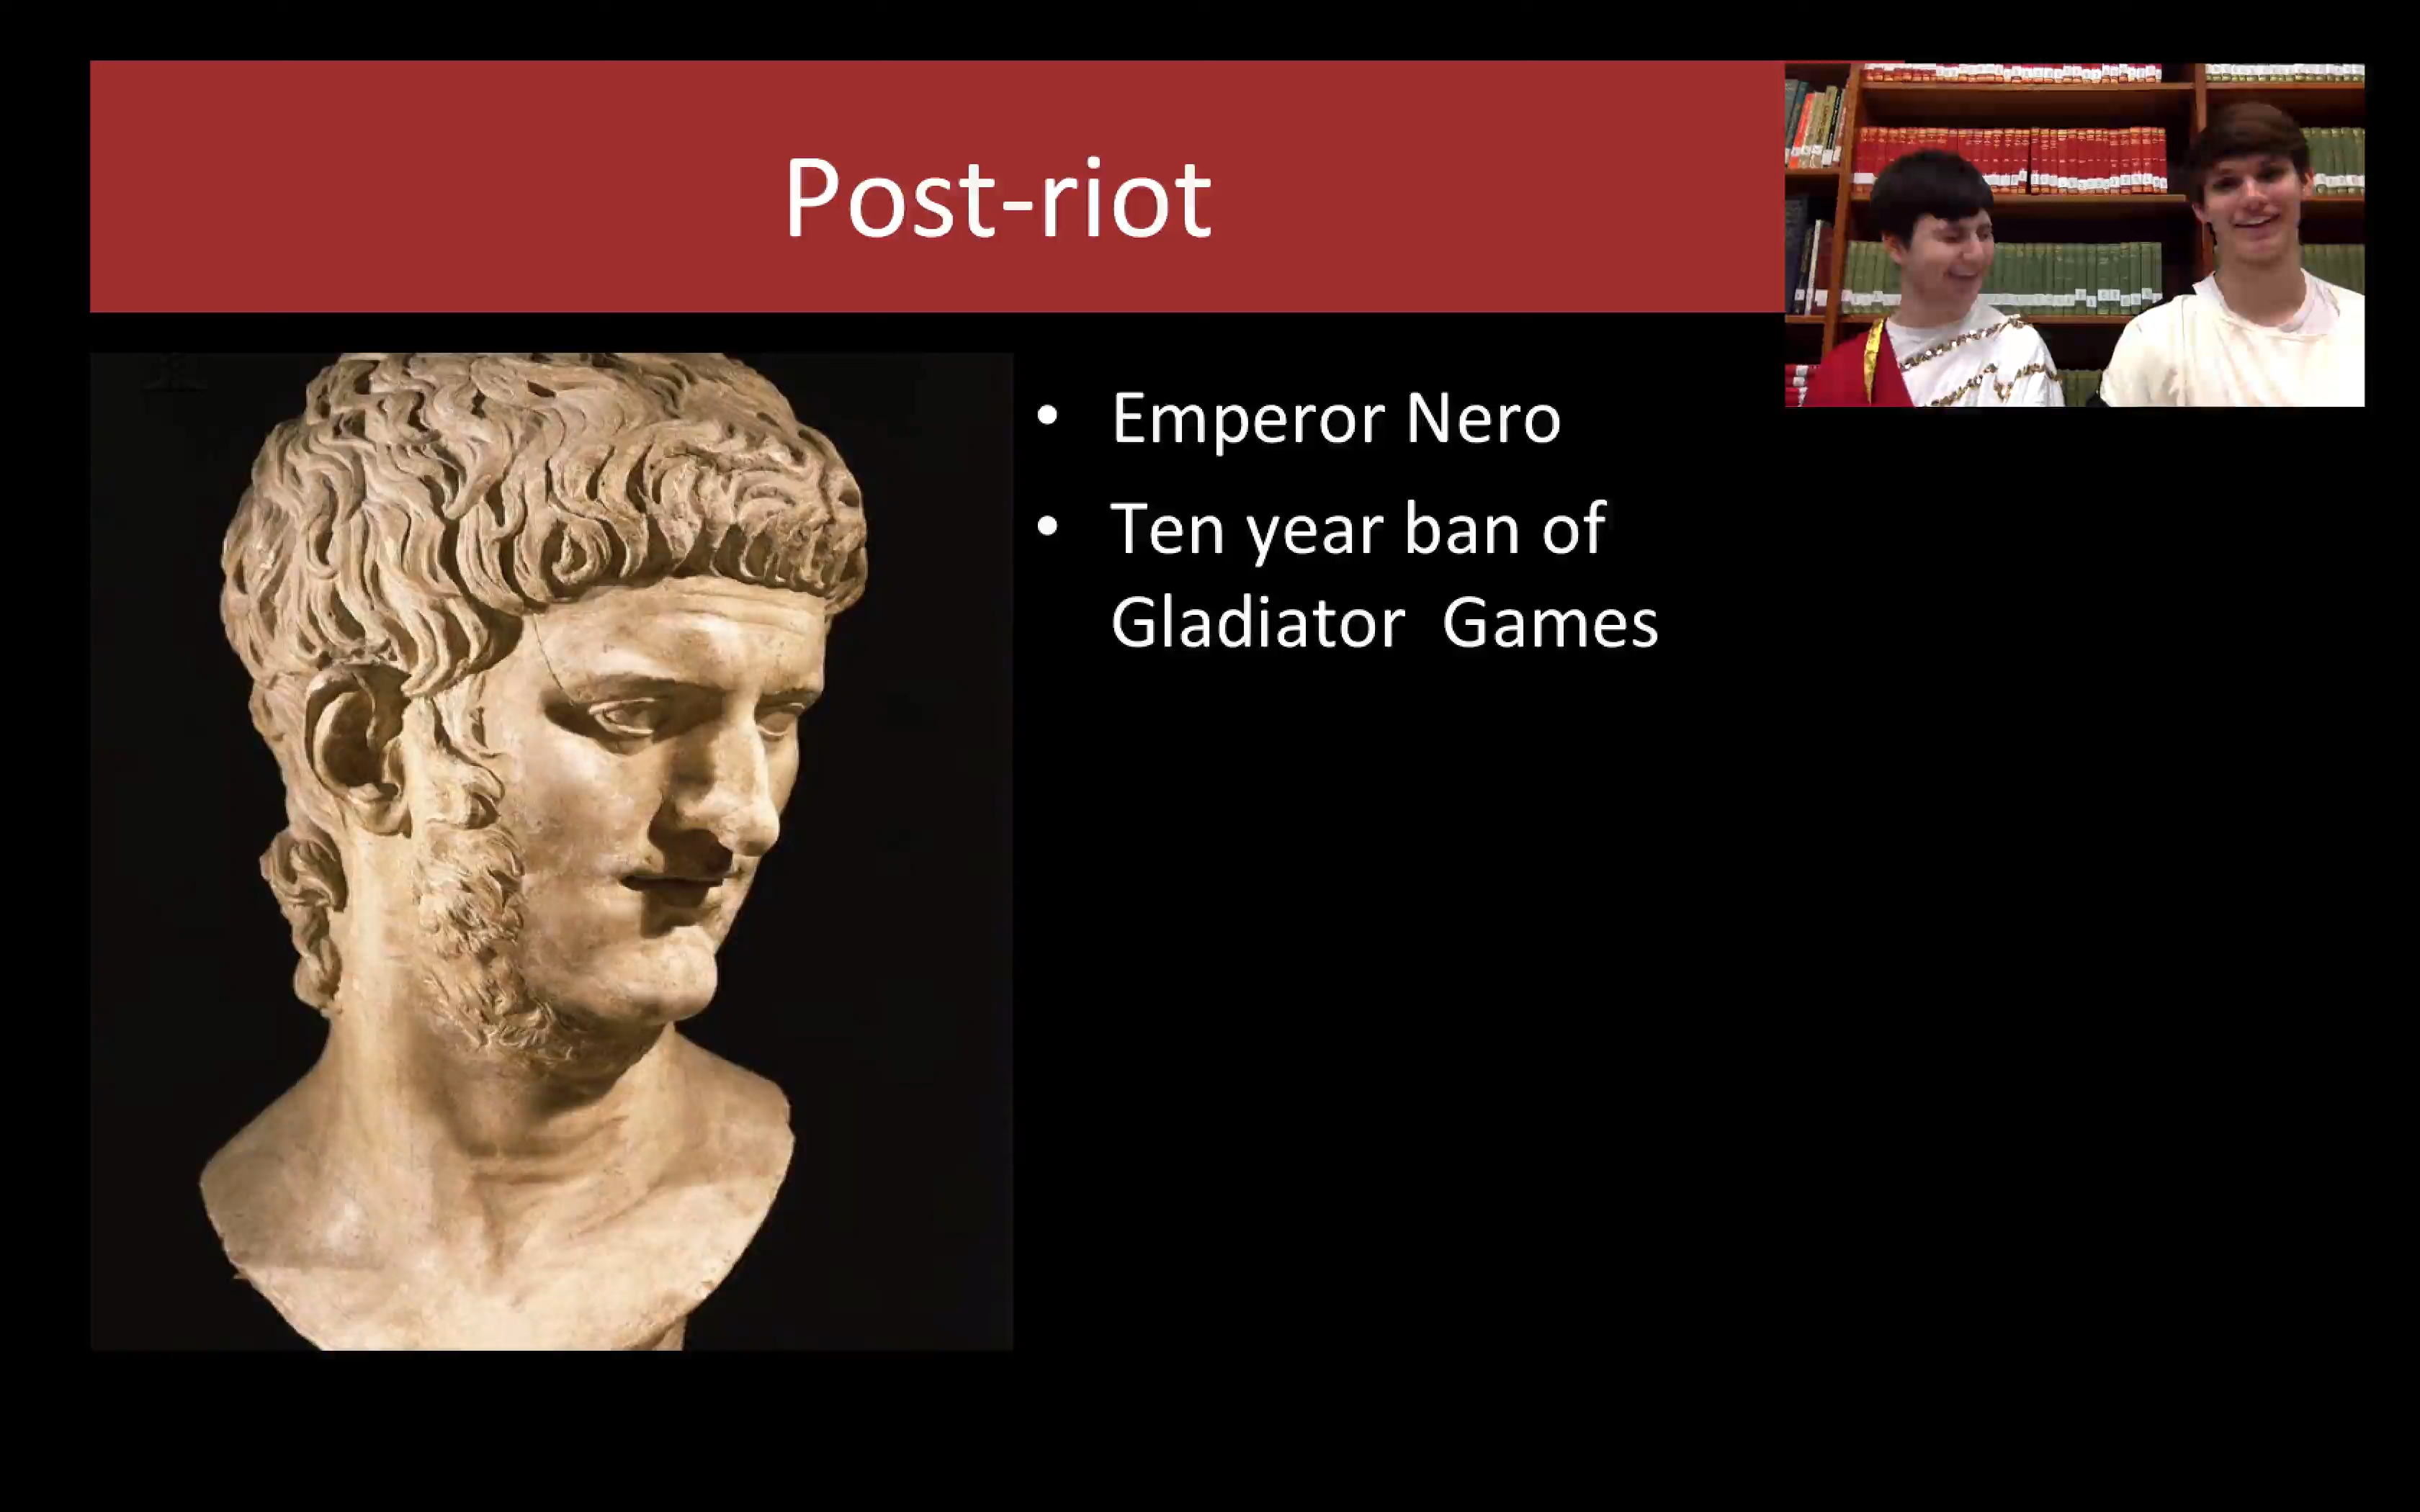 Post-riot
• Emperor Nero
• Ten year ban of
Gladiator  Games